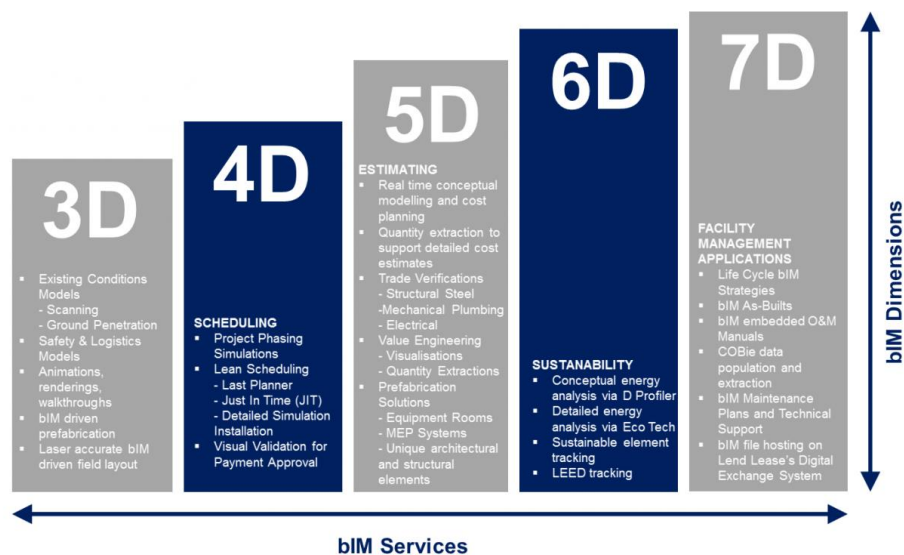 3D
▪ Existing Conditions
Models
- Scanning
- Ground Penetration
▪ Safety & Logistics
Models
▪ Animations,
renderings,
walkthroughs
▪ bIM driven
prefabrication
▪ Laser accurate bIM
driven field layout
4D
SCHEDULING
▪ Project Phasing
Simulations
▪ Lean Scheduling
- Last Planner
- Just In Time (JIT)
- Detailed Simulation
Installation
▪ Visual Validation for
Payment Approval
5D
ESTIMATING
▪ Real time conceptual
modelling and cost
planning
▪ Quantity extraction to
support detailed cost
estimates
▪ Trade Verifications
- Structural Steel
-Mechanical Plumbing
- Electrical
▪ Value Engineering
- Visualisations
- Quantity Extractions
▪ Prefabrication
Solutions
- Equipment Rooms
- MEP Systems
- Unique architectural
and structural
elements
6D
SUSTANABILITY
▪ Conceptual energy
analysis via D Profiler
▪ Detailed energy
analysis via Eco Tech
▪ Sustainable element
tracking
▪ LEED tracking
7D
FACILITY
MANAGEMENT
APPLICATIONS
▪ Life Cycle bIM
Strategies
▪ bIM As-Builts
▪ bIM embedded O&M
Manuals
▪ COBie data
population and
extraction
▪ bIM Maintenance
Plans and Technical
Support
▪ bIM file hosting on
Lend Lease's Digital
Exchange System
bIM Dimensions
bIM Services